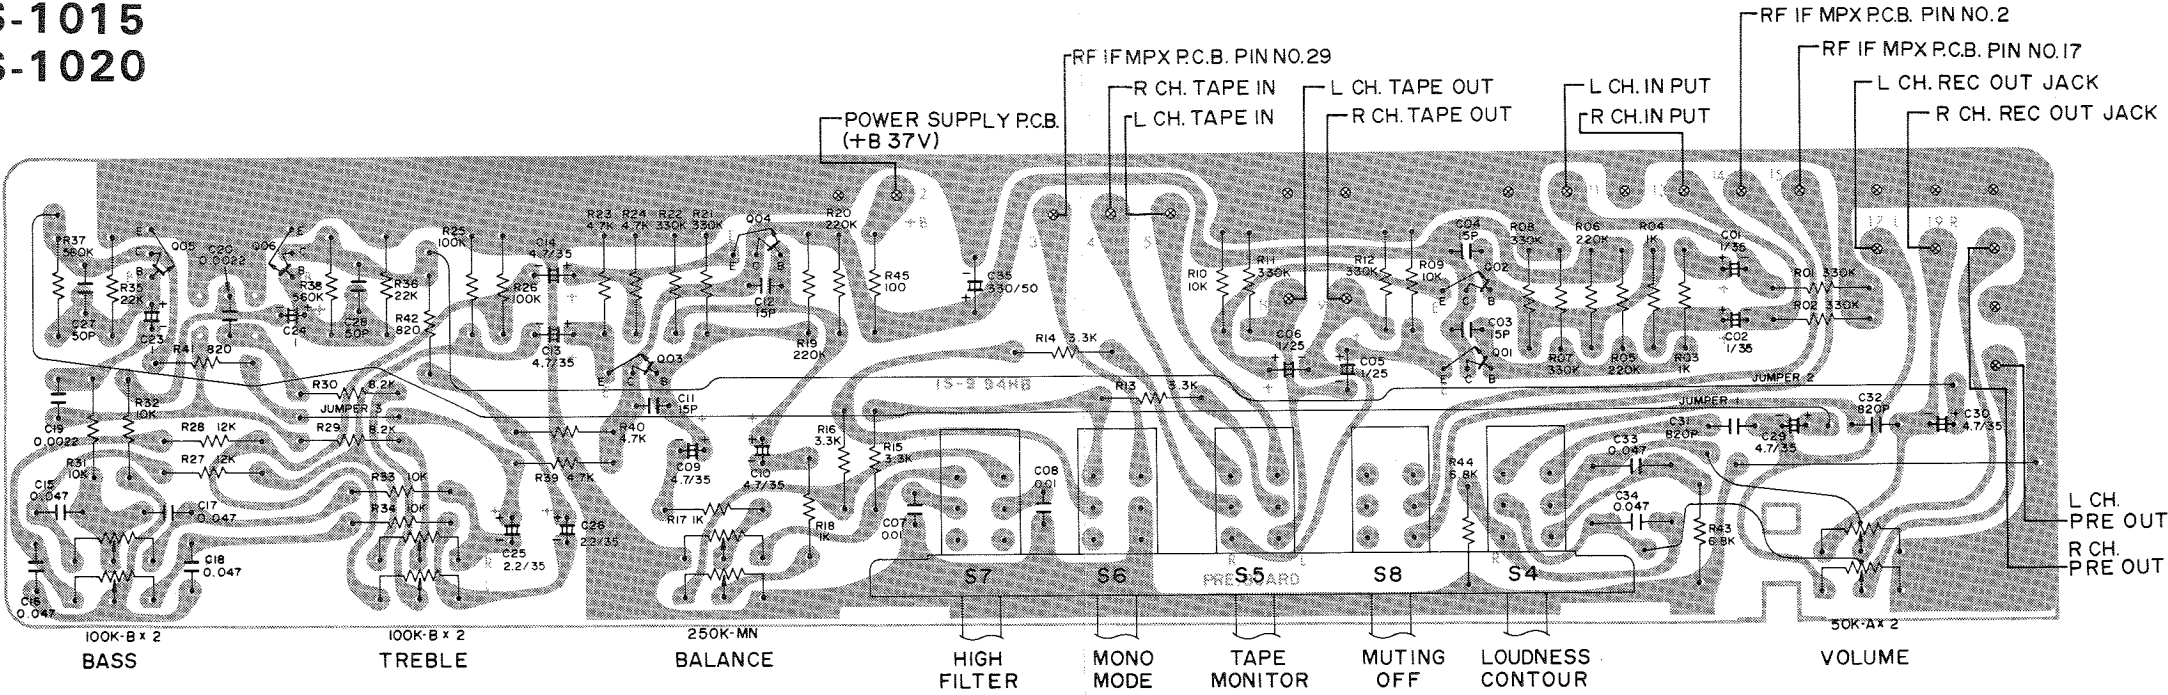 -1015
-1020
RF IF MPX P.C.B. PIN NO.2
RF IF MPX P.C.B. PIN NO.17
RF IF MPX P.C.B. PIN NO.29
L CH. REC OUT JACK
R CH. REC OUT JACK
R CH. TAPE IN
L CH. TAPE IN
L CH. TAPE OUT
R CH. TAPE OUT
L CH. IN PUT
R CH. IN PUT
POWER SUPPLY P.C.B.
(+B 37V)
2
+B
3
4
5
11
13
14
15
17 L
19 R
R37
560K
E
C
B
Q05
C20
0.0022
Q06
E
C
B
R35
22K
C27
50P
C23
1
C24
1
R38
560K
C28
50P
R36
22K
R42
820
R25
100K
R26
100K
C14
4.7/35
C13
4.7/35
R23
4.7K
R24
4.7K
R22
330K
R21
330K
Q04
E
C
B
C12
15P
R20
220K
R19
220K
R45
100
C35
330/50
R10
10K
R11
330K
R12
330K
R09
10K
C04
15P
Q02
E
C
B
C03
15P
Q01
E
C
B
R08
330K
R06
220K
R04
1K
R07
330K
R05
220K
R03
1K
C01
1/35
C02
1/35
R01 330K
R02 330K
C06
1/25
C05
1/25
R14 3.3K
R13 3.3K
R41 820
Q03
E
C
B
C11
15P
R30 8.2K
JUMPER 3
R29 8.2K
R32
10K
C19
0.0022
R31
10K
R28 12K
R27 12K
R33 10K
R34 10K
C15
0.047
C17
0.047
C16
0.047
C18
0.047
C25
2.2/35
C26
2.2/35
R40
4.7K
R39 4.7K
C09
4.7/35
C10
4.7/35
R17 1K
R18
1K
R16
3.3K
R15
3.3K
C07
0.01
C08
0.01
R44
6.8K
JUMPER 2
JUMPER 1
C31
820P
C29
4.7/35
C32
820P
C30
4.7/35
C33
0.047
C34
0.047
R43
6.8K
L CH.
PRE OUT
R CH.
PRE OUT
S7
S6
S5
S8
S4
R
L
R
100K-B × 2
BASS
100K-B × 2
TREBLE
250K-MN
BALANCE
HIGH
FILTER
MONO
MODE
TAPE
MONITOR
MUTING
OFF
LOUDNESS
CONTOUR
50K-A × 2
VOLUME